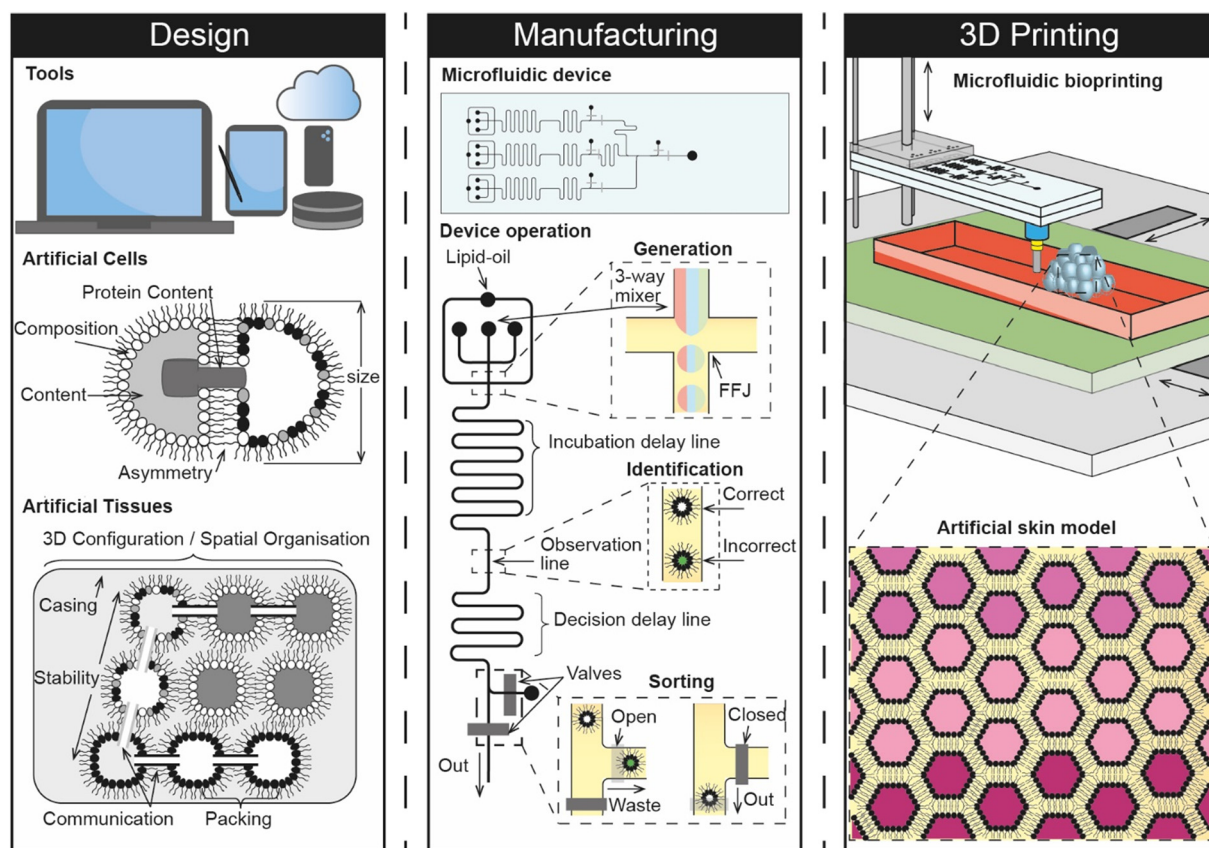 Design
Tools
Artificial Cells
Protein Content
Composition
Content
size
Asymmetry
Artificial Tissues
3D Configuration / Spatial Organisation
Casing
Stability
Communication
Packing
Manufacturing
Microfluidic device
Device operation
Lipid-oil
Generation
3-way
mixer
FFJ
Incubation delay line
Identification
Correct
Incorrect
Observation
line
Decision delay line
Valves
Sorting
Open
Closed
Out
Waste
Out
3D Printing
Microfluidic bioprinting
Artificial skin model